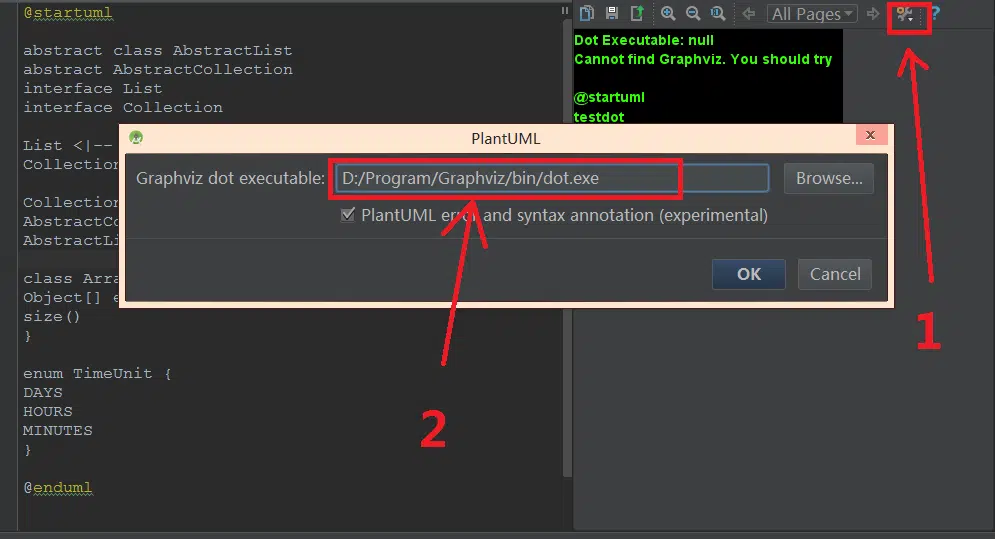 @startuml
abstract class AbstractList
abstract AbstractCollection
interface List
interface Collection
List <|--
Collection
AbstractCo
AbstractLi
class Arra
Object[] e
size()
}
enum TimeUnit {
DAYS
HOURS
MINUTES
}
@enduml
All Pages
?
Dot Executable: null
Cannot find Graphviz. You should try
@startuml
testdot
PlantUML
x
Graphviz dot executable: D:/Program/Graphviz/bin/dot.exe Browse...
PlantUML error and syntax annotation (experimental)
OK Cancel
1
2